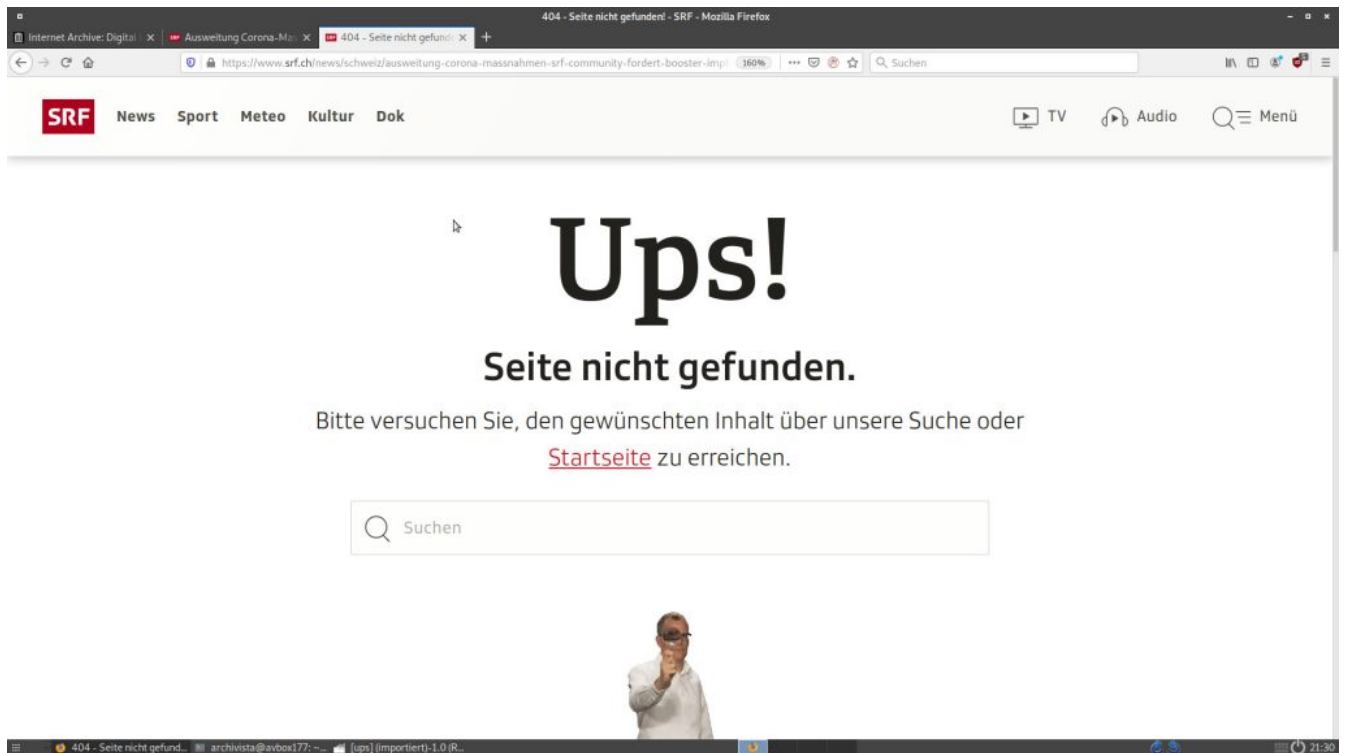 404 - Seite nicht gefunden! - SRF - Mozilla Firefox
Internet Archive: Digital
Ausweitung Corona-Mas
404 - Seite nicht gefunde
https://www.srf.ch/news/schweiz/ausweitung-corona-massnahmen-srf-community-fordert-booster-imp
160%
Suchen
SRF
News
Sport
Meteo
Kultur
Dok
TV
Audio
Menü
Ups!
Seite nicht gefunden.
Bitte versuchen Sie, den gewünschten Inhalt über unsere Suche oder
Startseite zu erreichen.
Suchen
404 - Seite nicht gefund...
archivista@avbox177: ~...
[ups] (importiert)-1.0 (R...
21:30